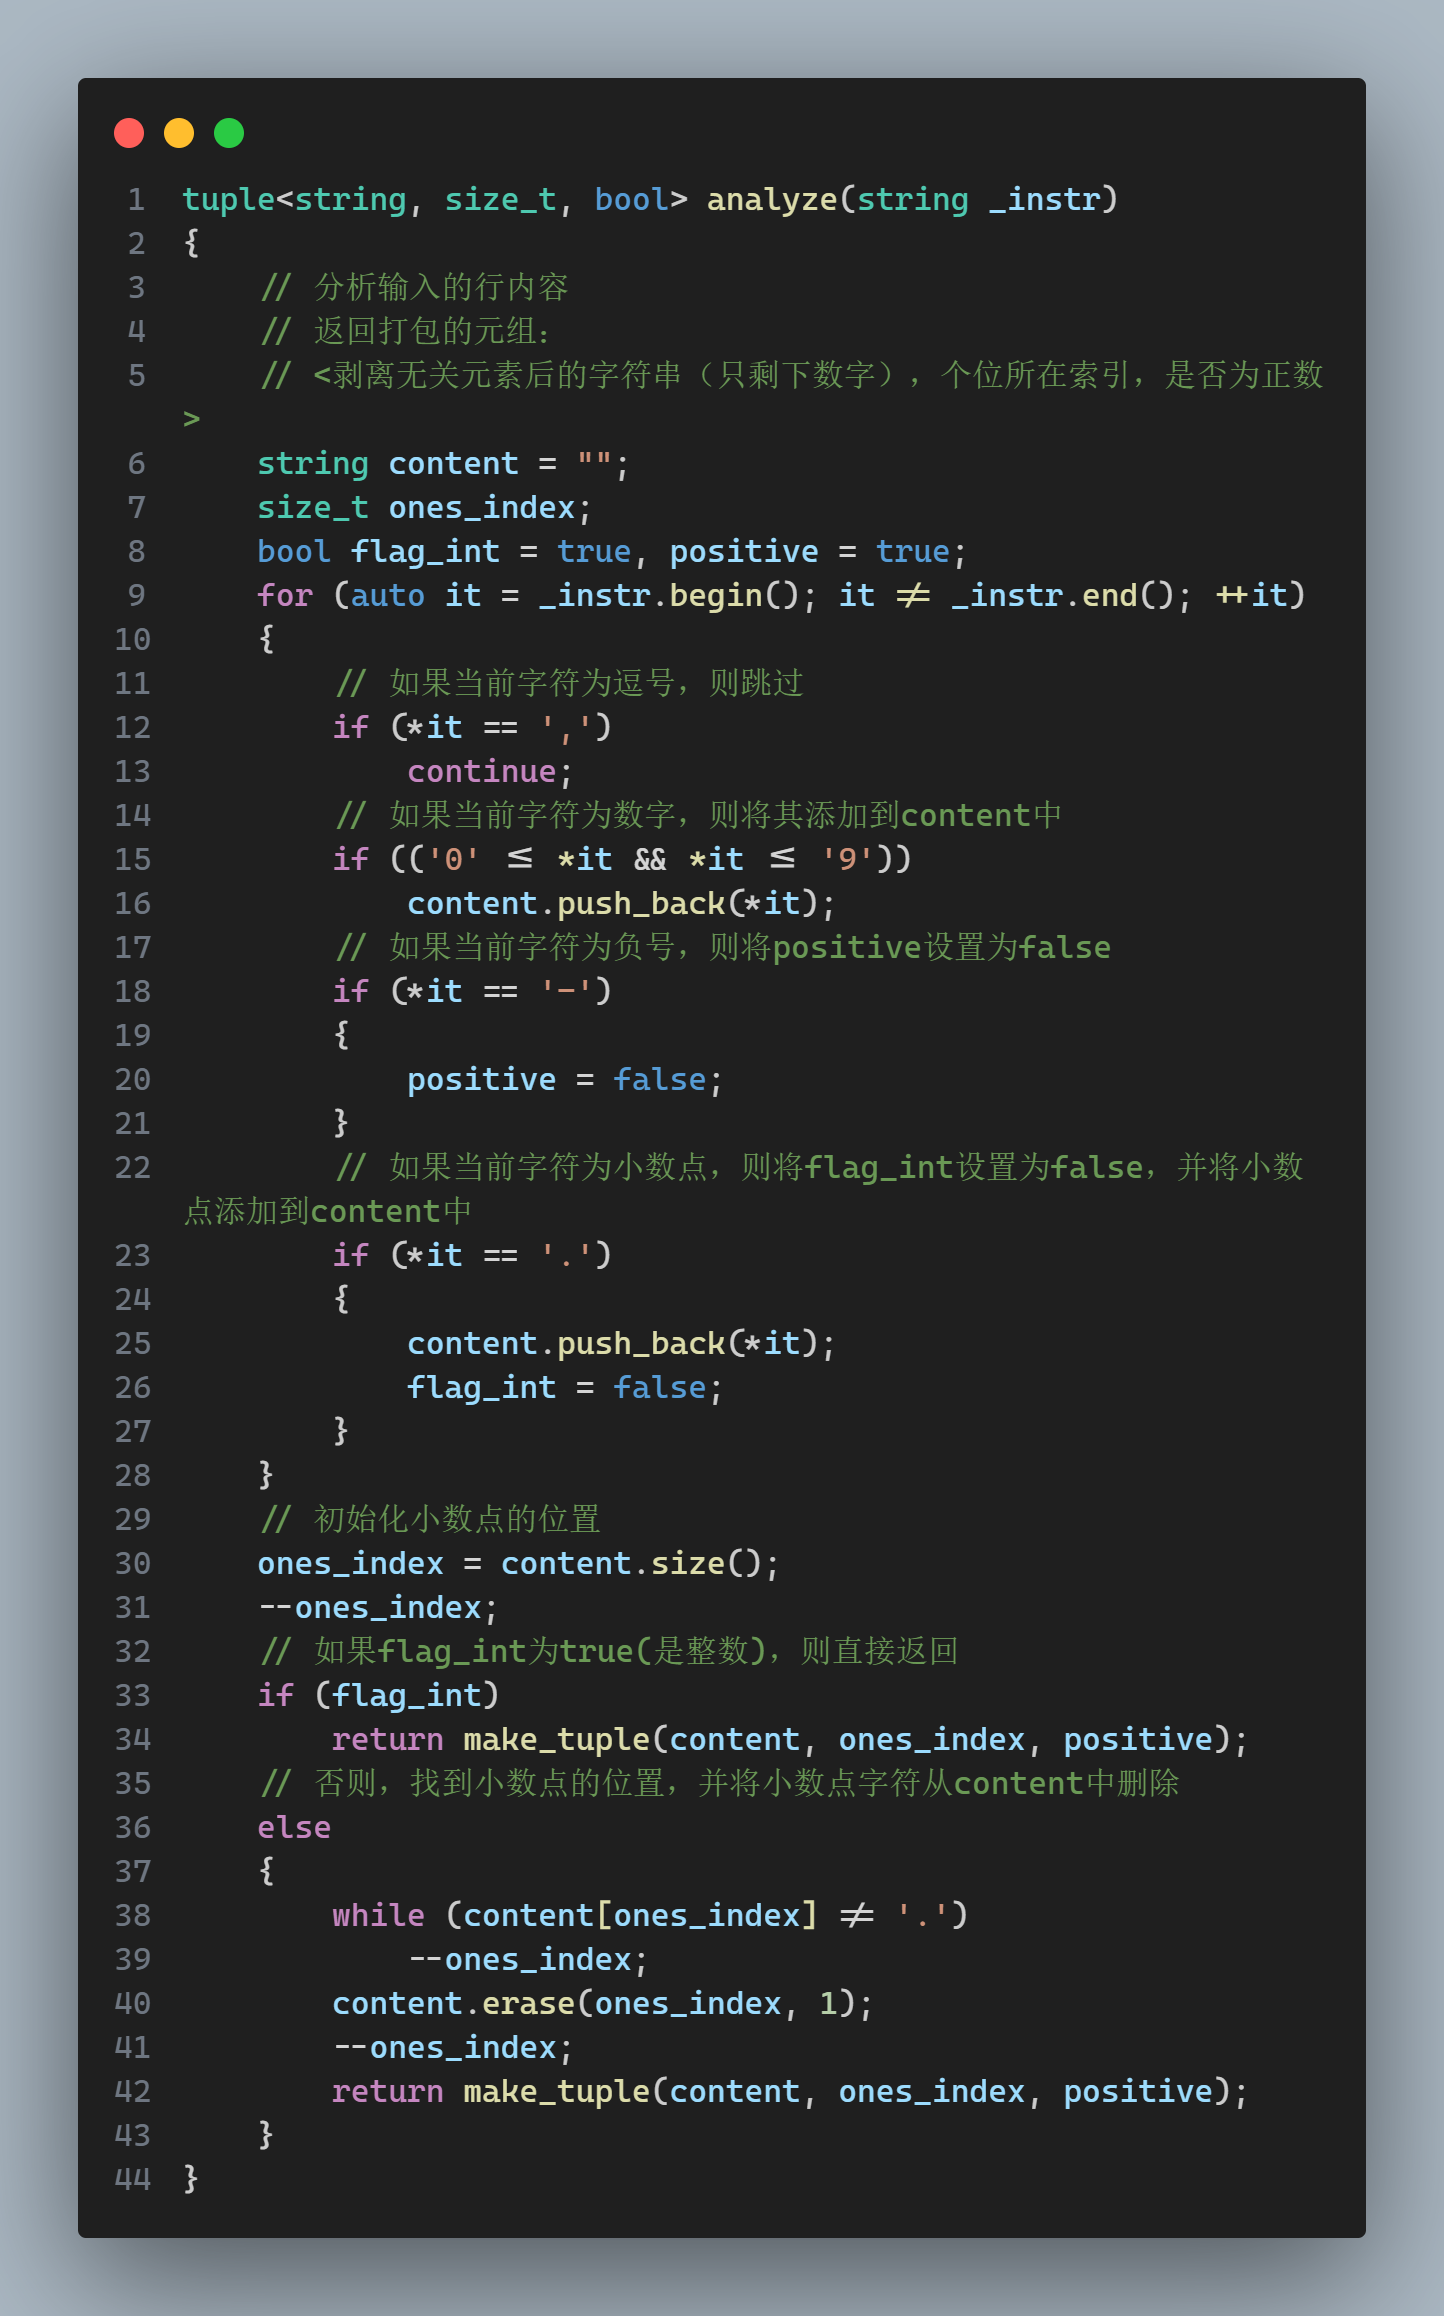 1 tuple<string, size_t, bool> analyze(string _instr)
2 {
3     // 分析输入的行内容
4     // 返回打包的元组：
5     // <剥离无关元素后的字符串（只剩下数字），个位所在索引，是否为正数
>
6     string content = "";
7     size_t ones_index;
8     bool flag_int = true, positive = true;
9     for (auto it = _instr.begin(); it != _instr.end(); ++it)
10     {
11         // 如果当前字符为逗号，则跳过
12         if (*it == ',')
13             continue;
14         // 如果当前字符为数字，则将其添加到content中
15         if (('0' <= *it && *it <= '9'))
16             content.push_back(*it);
17         // 如果当前字符为负号，则将positive设置为false
18         if (*it == '-')
19         {
20             positive = false;
21         }
22         // 如果当前字符为小数点，则将flag_int设置为false，并将小数
点添加到content中
23         if (*it == '.')
24         {
25             content.push_back(*it);
26             flag_int = false;
27         }
28     }
29     // 初始化小数点的位置
30     ones_index = content.size();
31     --ones_index;
32     // 如果flag_int为true(是整数)，则直接返回
33     if (flag_int)
34         return make_tuple(content, ones_index, positive);
35     // 否则，找到小数点的位置，并将小数点字符从content中删除
36     else
37     {
38         while (content[ones_index] != '.')
39             --ones_index;
40         content.erase(ones_index, 1);
41         --ones_index;
42         return make_tuple(content, ones_index, positive);
43     }
44 }